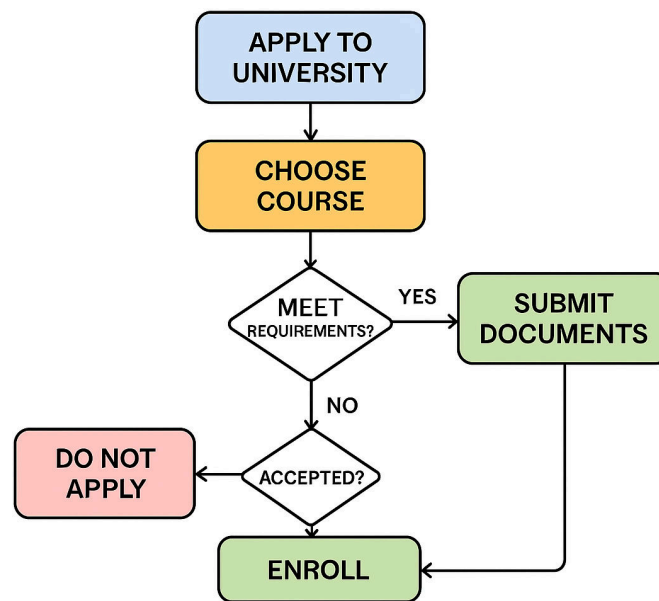 APPLY TO
UNIVERSITY
CHOOSE
COURSE
MEET
REQUIREMENTS?
YES
SUBMIT
DOCUMENTS
NO
DO NOT
APPLY
ACCEPTED?
ENROLL